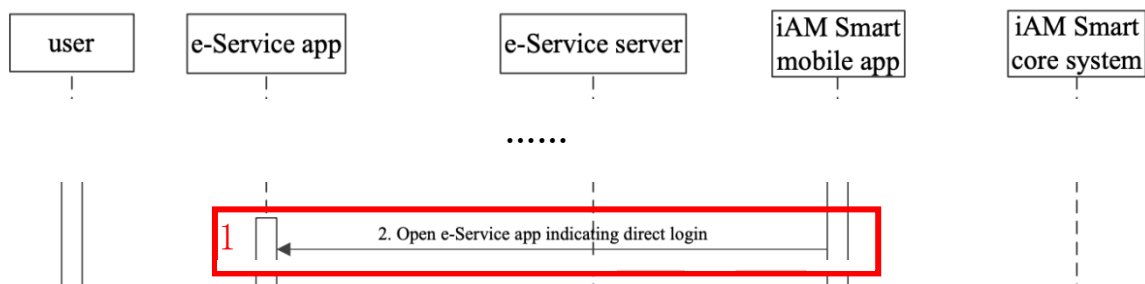 user
e-Service app
e-Service server
iAM Smart
mobile app
iAM Smart
core system
……
1
2. Open e-Service app indicating direct login